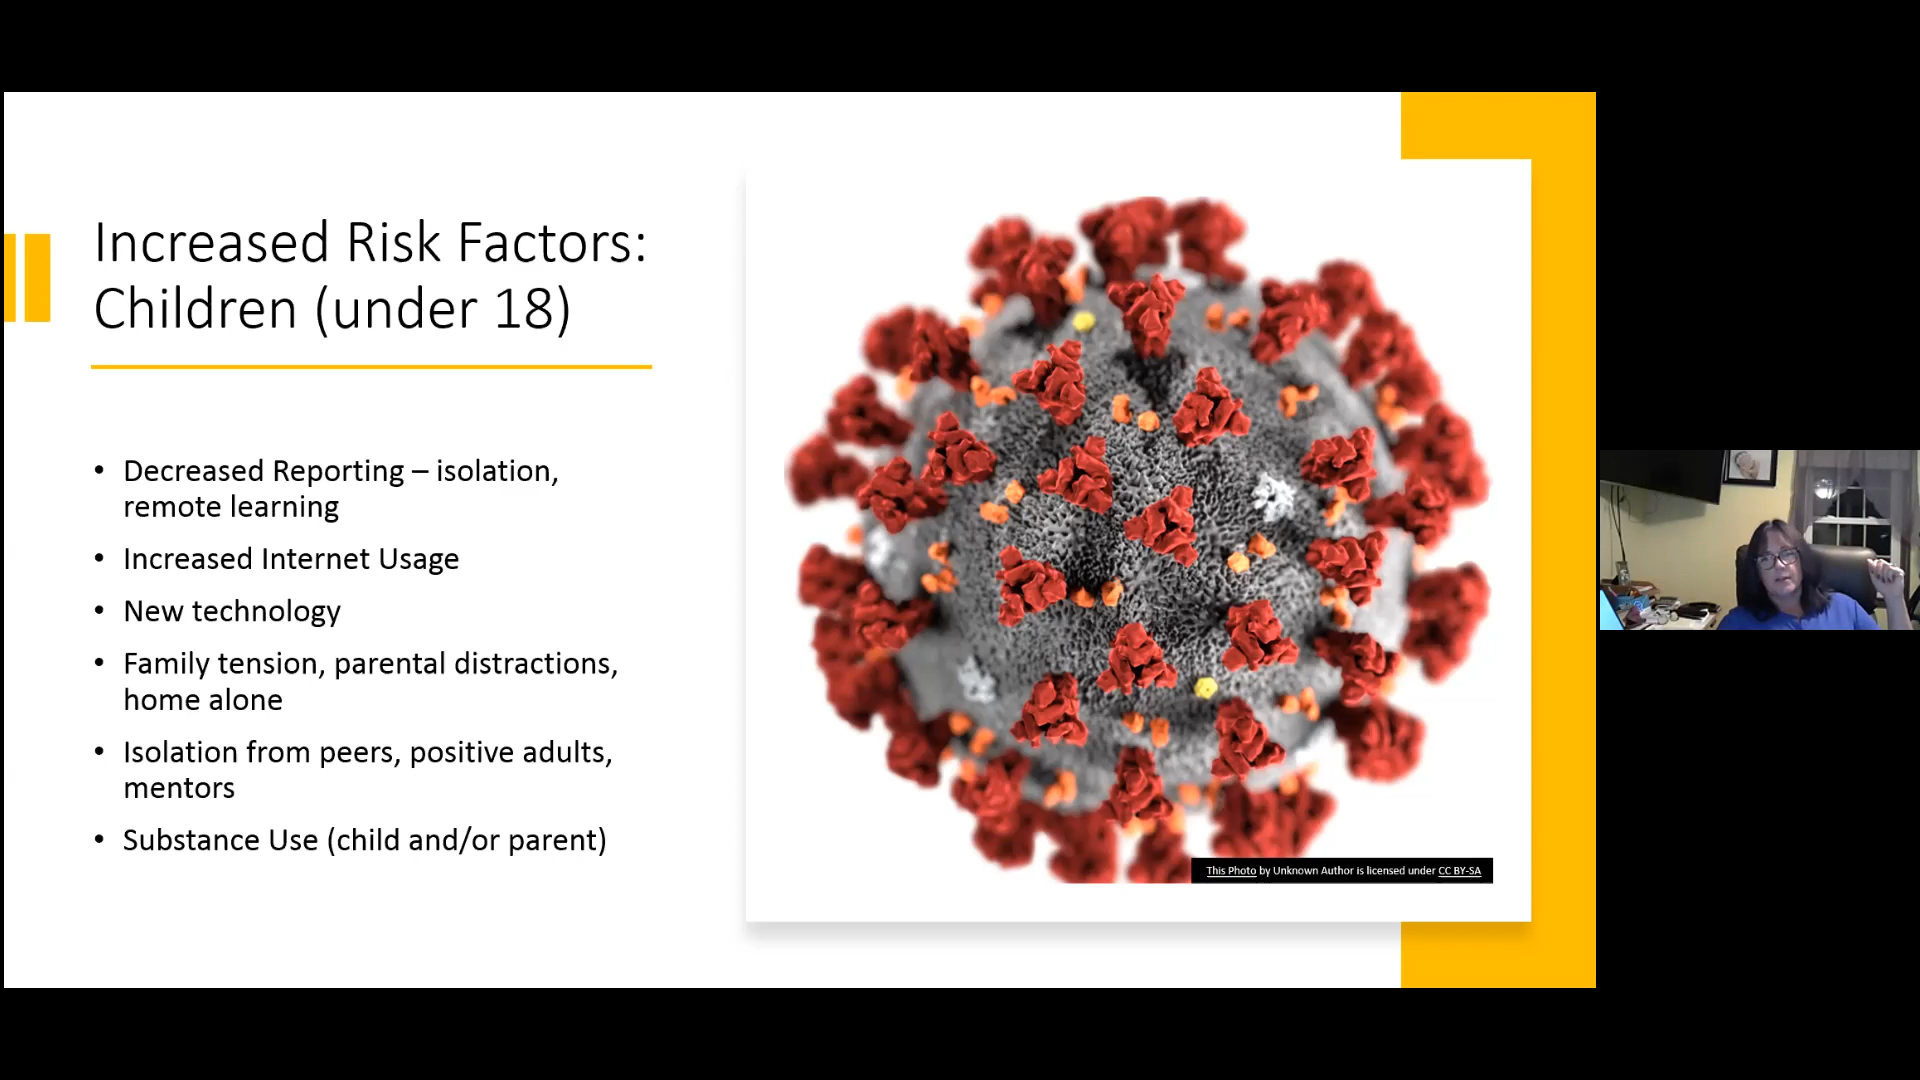 Increased Risk Factors:
Children (under 18)
• Decreased Reporting – isolation,
remote learning
• Increased Internet Usage
• New technology
• Family tension, parental distractions,
home alone
• Isolation from peers, positive adults,
mentors
• Substance Use (child and/or parent)
This Photo by Unknown Author is licensed under CC BY-SA